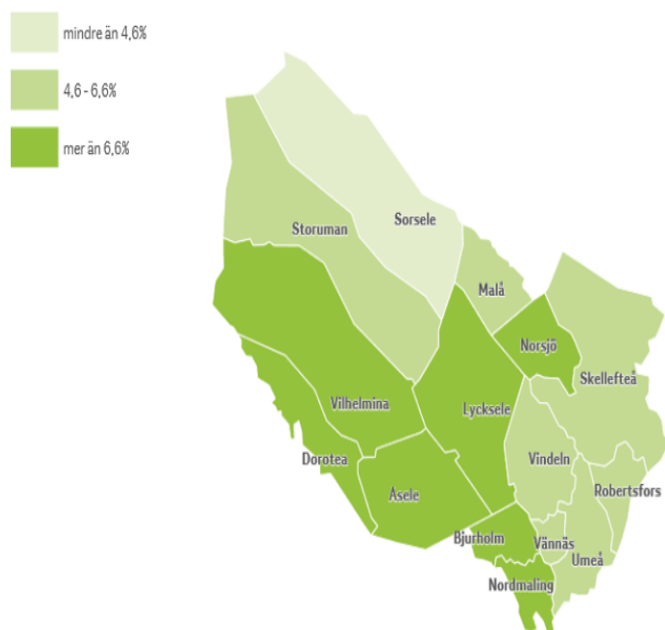 mindre än 4,6%
4,6 - 6,6%
mer än 6,6%
Sorsele
Storuman
Malå
Norsjö
Skellefteå
Vilhelmina
Lycksele
Dorotea
Vindeln
Åsele
Robertsfors
Bjurholm
Vännäs
Umeå
Nordmaling